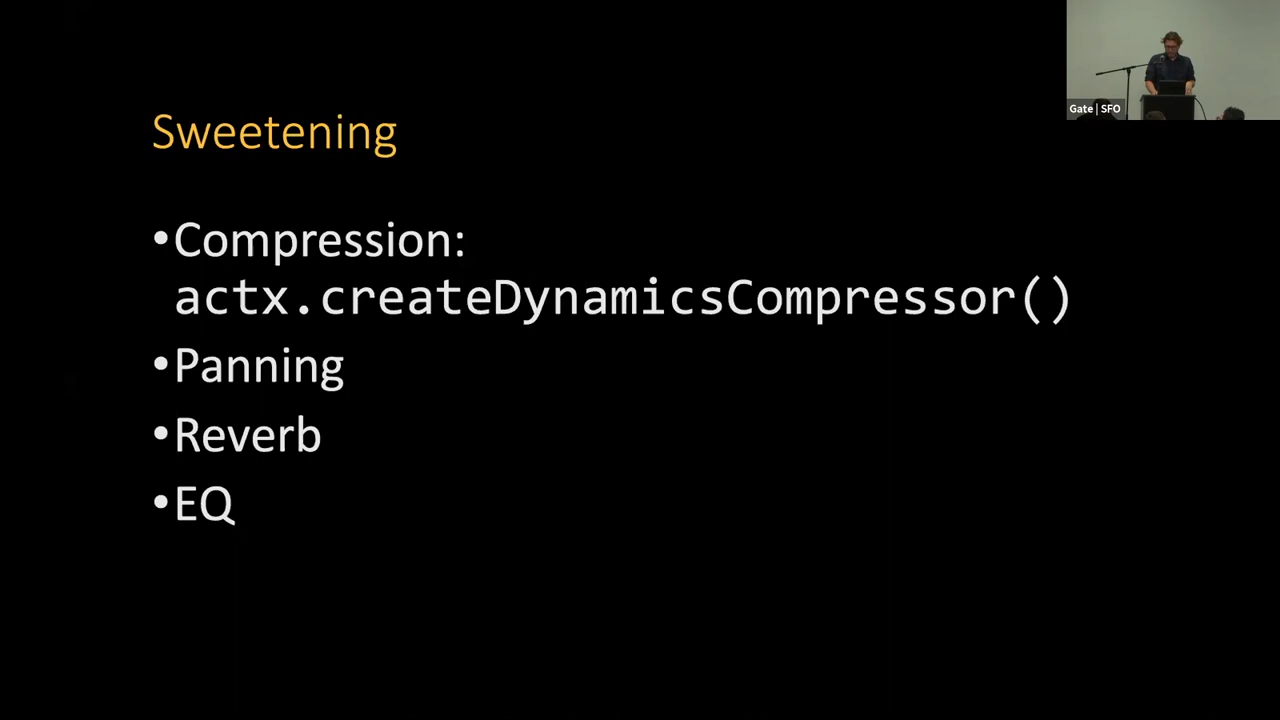 Gate | SFO
Sweetening
•Compression:
actx.createDynamicsCompressor()
•Panning
•Reverb
•EQ